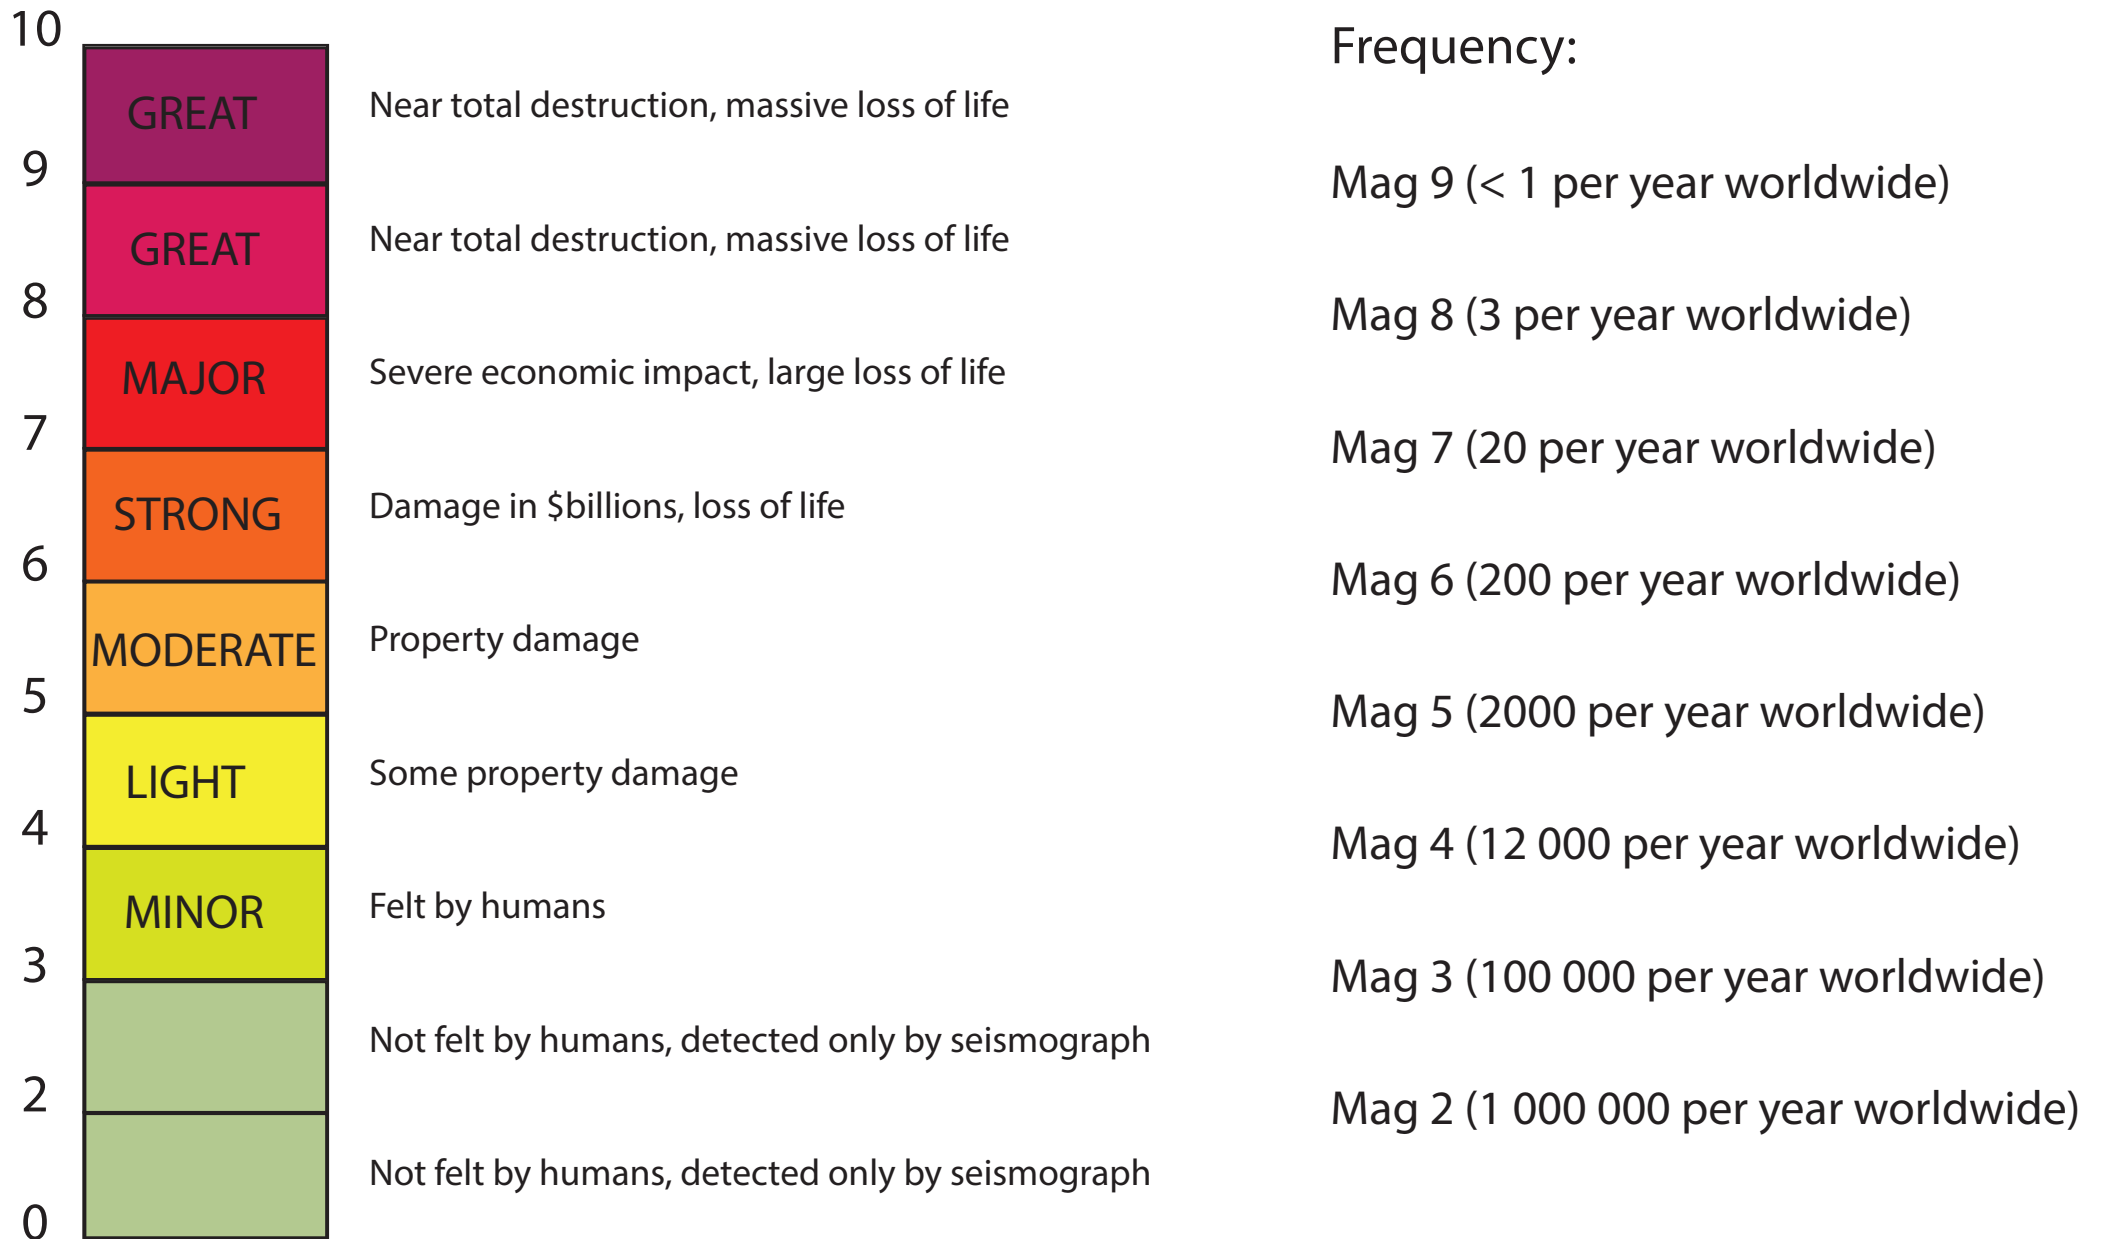 10
Frequency:
GREAT Near total destruction, massive loss of life
9 Mag 9 (< 1 per year worldwide)
GREAT Near total destruction, massive loss of life
8 Mag 8 (3 per year worldwide)
MAJOR Severe economic impact, large loss of life
7 Mag 7 (20 per year worldwide)
STRONG Damage in $billions, loss of life
6 Mag 6 (200 per year worldwide)
MODERATE Property damage
5 Mag 5 (2000 per year worldwide)
LIGHT Some property damage
4 Mag 4 (12 000 per year worldwide)
MINOR Felt by humans
3 Mag 3 (100 000 per year worldwide)
Not felt by humans, detected only by seismograph
2 Mag 2 (1 000 000 per year worldwide)
Not felt by humans, detected only by seismograph
0